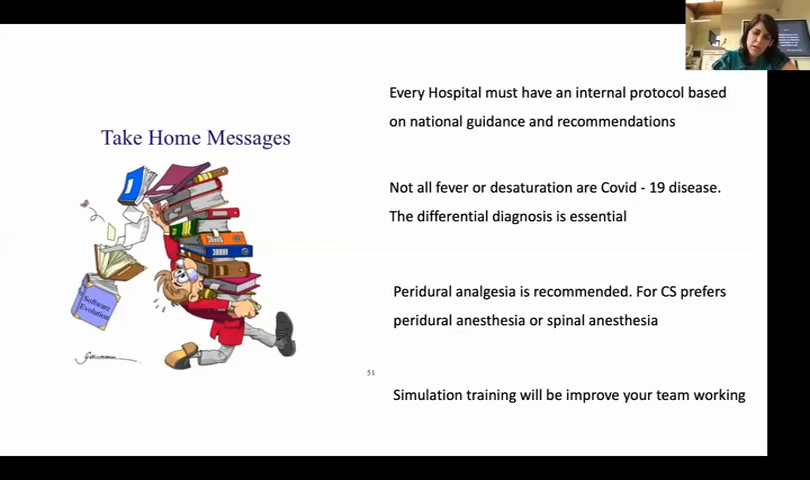 Take Home Messages
Software
Evolution
51
Every Hospital must have an internal protocol based
on national guidance and recommendations
Not all fever or desaturation are Covid - 19 disease.
The differential diagnosis is essential
Peridural analgesia is recommended. For CS prefers
peridural anesthesia or spinal anesthesia
Simulation training will be improve your team working